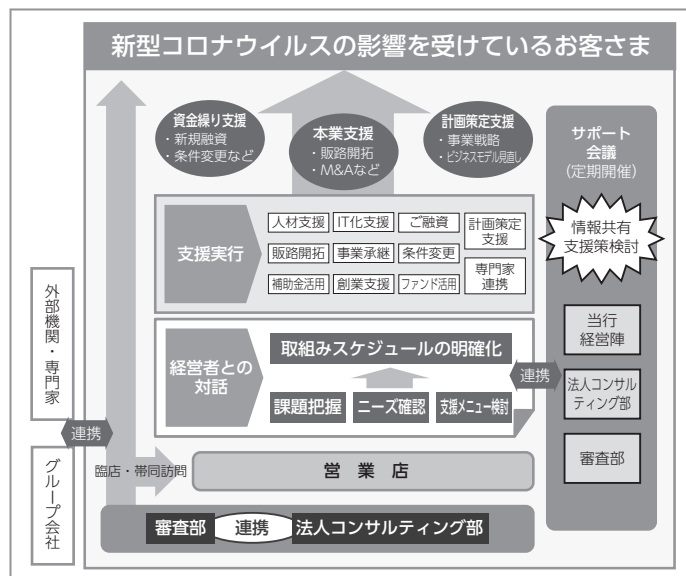 新型コロナウイルスの影響を受けているお客さま
資金繰り支援
・新規融資
・条件変更など
本業支援
・販路開拓
・M&Aなど
計画策定支援
・事業戦略
・ビジネスモデル見直し
サポート
会議
(定期開催)
情報共有
支援策検討
当行
経営陣
法人コンサル
ティング部
審査部
支援実行
人材支援
IT化支援
ご融資
計画策定
支援
販路開拓
事業承継
条件変更
専門家
連携
補助金活用
創業支援
ファンド活用
経営者との
対話
取組みスケジュールの明確化
課題把握
ニーズ確認
支援メニュー検討
連携
外部機関・専門家
連携
グループ会社
臨店・帯同訪問
営業店
審査部
連携
法人コンサルティング部